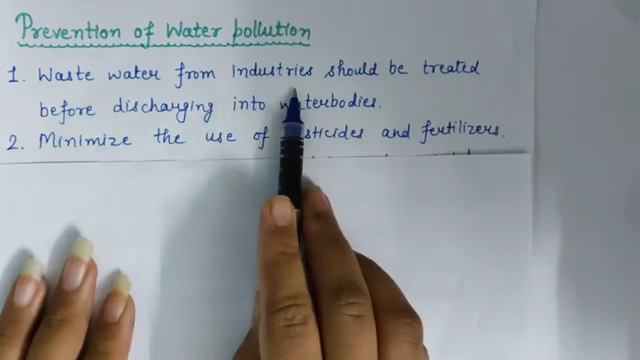 Prevention of Water pollution
1. Waste water from Industries should be treated
before discharging into waterbodies.
2. Minimize the use of pesticides and fertilizers.